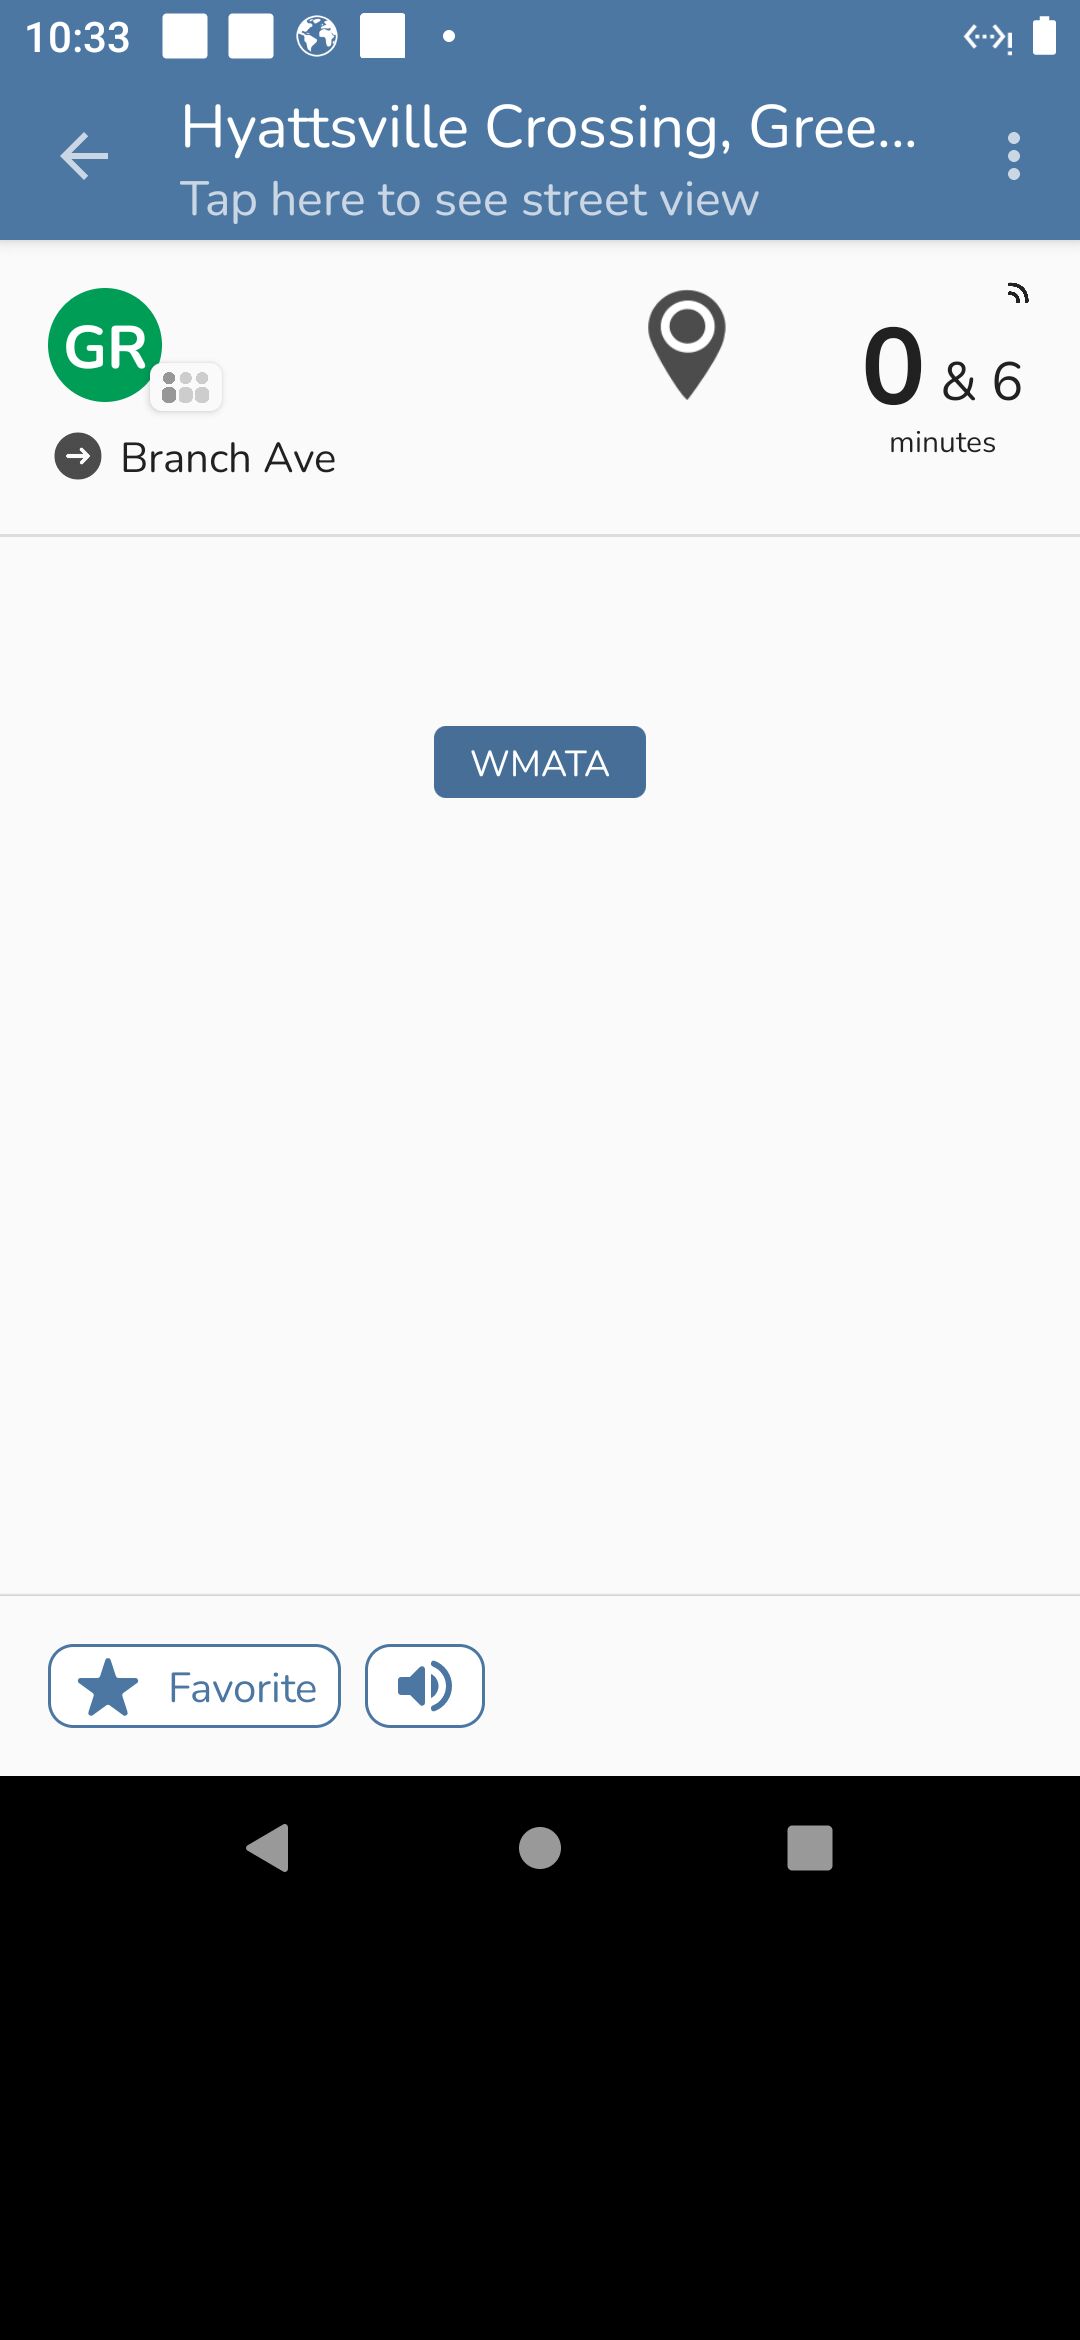 10:33
Hyattsville Crossing, Gree...
Tap here to see street view
GR
0 & 6
minutes
Branch Ave
WMATA
Favorite